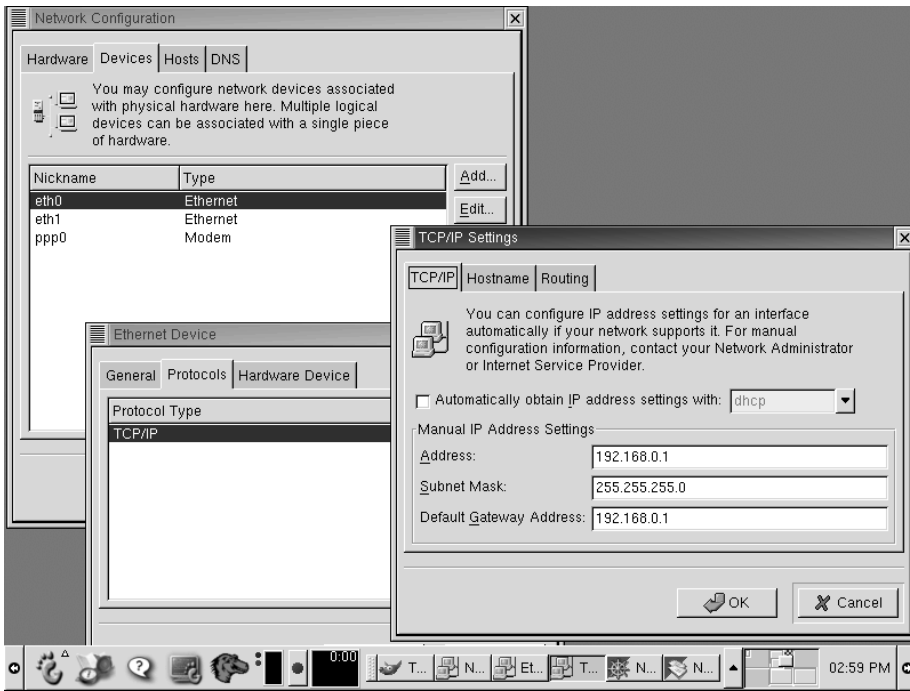 Network Configuration
Hardware Devices Hosts DNS
You may configure network devices associated
with physical hardware here. Multiple logical
devices can be associated with a single piece
of hardware.
Nickname Type
eth0 Ethernet
eth1 Ethernet
ppp0 Modem
Add...
Edit...
Ethernet Device
General Protocols Hardware Device
Protocol Type
TCP/IP
TCP/IP Settings
TCP/IP Hostname Routing
You can configure IP address settings for an interface
automatically if your network supports it. For manual
configuration information, contact your Network Administrator
or Internet Service Provider.
Automatically obtain IP address settings with: dhcp
Manual IP Address Settings
Address: 192.168.0.1
Subnet Mask: 255.255.255.0
Default Gateway Address: 192.168.0.1
OK Cancel
0:00 T... N... Et... T... N... N... 02:59 PM